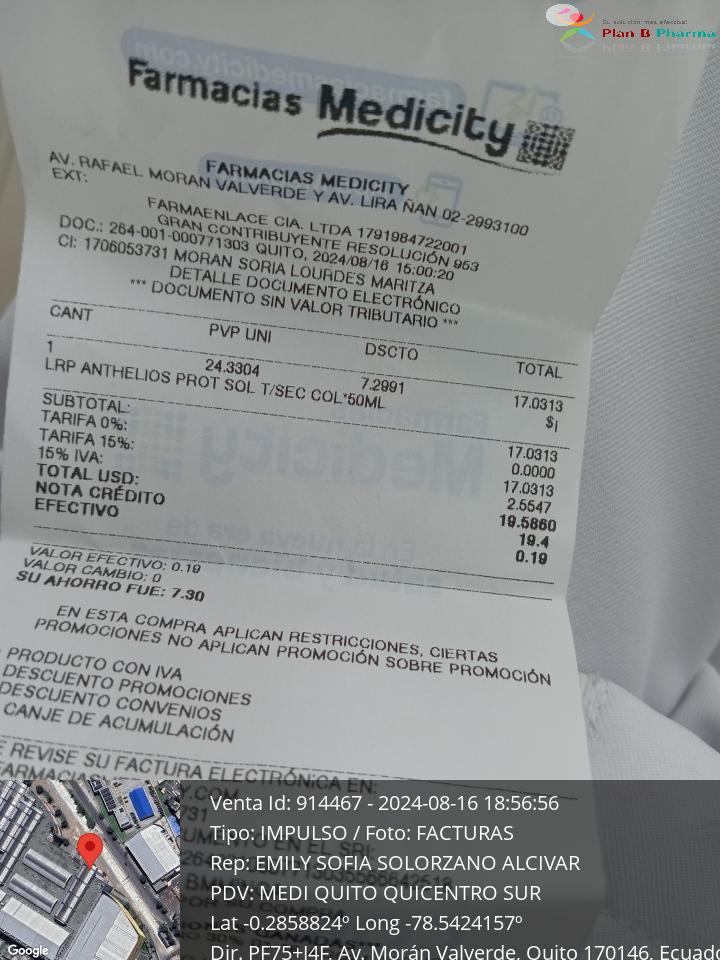 Su solución más efectiva!
Plan B Pharma
Farmacias Medicity
FARMACIAS MEDICITY
AV. RAFAEL MORAN VALVERDE Y AV. LIRA ÑAN 02-2993100
EXT:
FARMAENLACE CIA. LTDA 1791984722001
GRAN CONTRIBUYENTE RESOLUCIÓN 953
DOC.: 264-001-000771303 QUITO, 2024/08/16 15:00:20
CI: 1706053731 MORAN SORIA LOURDES MARITZA
DETALLE DOCUMENTO ELECTRÓNICO
*** DOCUMENTO SIN VALOR TRIBUTARIO ***
CANT PVP UNI DSCTO TOTAL
1 24.3304 7.2991 17.0313
LRP ANTHELIOS PROT SOL T/SEC COL*50ML $¡
SUBTOTAL: 17.0313
TARIFA 0%: 0.0000
TARIFA 15%: 17.0313
15% IVA: 2.5547
TOTAL USD: 19.5860
NOTA CRÉDITO 19.4
EFECTIVO 0.19
VALOR EFECTIVO: 0.19
VALOR CAMBIO: 0
SU AHORRO FUE: 7.30
EN ESTA COMPRA APLICAN RESTRICCIONES, CIERTAS
PROMOCIONES NO APLICAN PROMOCIÓN SOBRE PROMOCIÓN
PRODUCTO CON IVA
DESCUENTO PROMOCIONES
DESCUENTO CONVENIOS
CANJE DE ACUMULACIÓN
REVISE SU FACTURA ELECTRÓNICA EN:
Venta Id: 914467 - 2024-08-16 18:56:56
Tipo: IMPULSO / Foto: FACTURAS
Rep: EMILY SOFIA SOLORZANO ALCIVAR
PDV: MEDI QUITO QUICENTRO SUR
Lat -0.2858824º Long -78.5424157º
Dir. PF75+J4F, Av. Morán Valverde, Quito 170146, Ecuado
Google